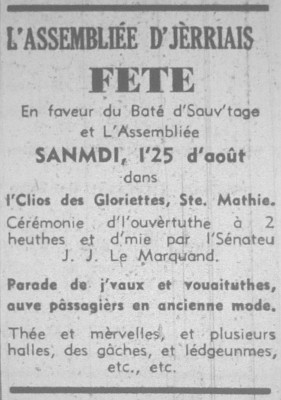 L'ASSEMBLIÉE D'JÈRRIAIS
FETE
En faveur du Baté d'Sauv'tage
et L'Assembliée
SANMDI, l'25 d'août
dans
l'Clios des Gloriettes, Ste. Mathie.
Cérémonie d'l'ouvèrtuthe à 2
heuthes et d'mie par l'Sénateu
J. J. Le Marquand.
Parade de j'vaux et vouaituthes,
auve pâssagièrs en ancienne mode.
Thée et mèrvelles, et plusieurs
halles, des gâches, et lédgeunmes,
etc., etc.